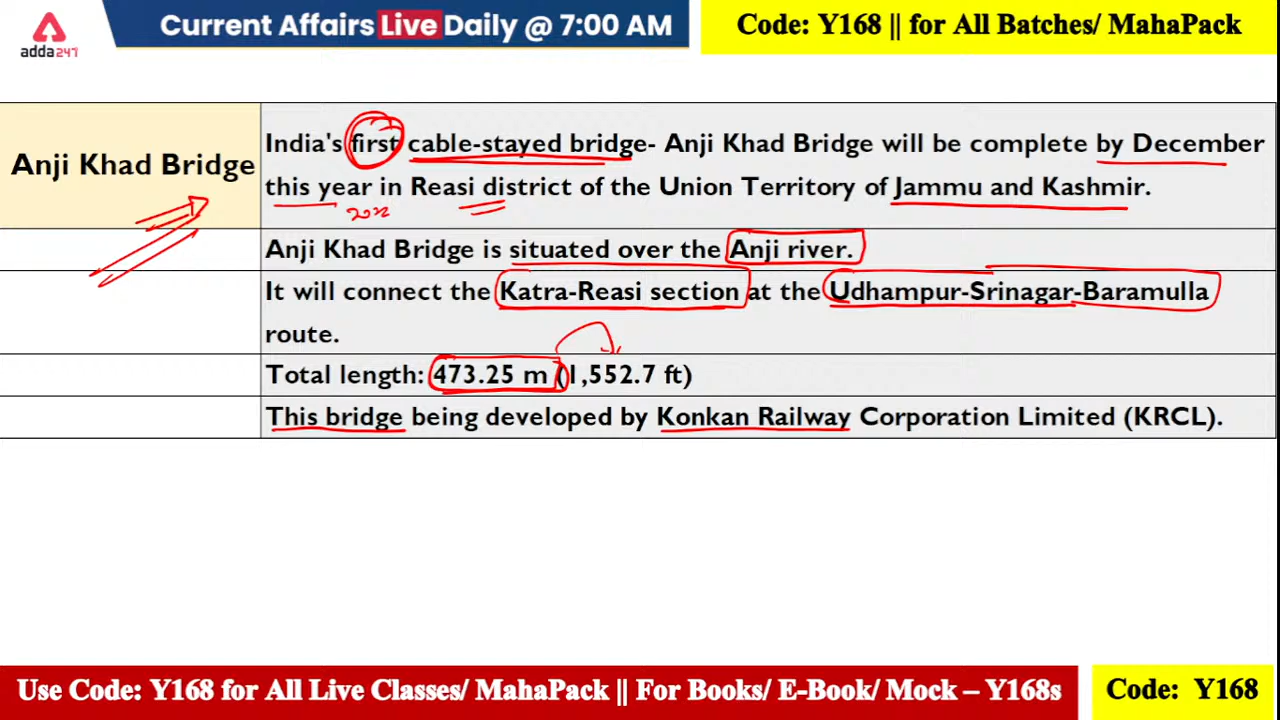 adda247
Current Affairs Live Daily @ 7:00 AM
Code: Y168 || for All Batches/ MahaPack
Anji Khad Bridge
India's first cable-stayed bridge- Anji Khad Bridge will be complete by December
this year in Reasi district of the Union Territory of Jammu and Kashmir.
2022
Anji Khad Bridge is situated over the Anji river.
It will connect the Katra-Reasi section at the Udhampur-Srinagar-Baramulla
route.
Total length: 473.25 m (1,552.7 ft)
This bridge being developed by Konkan Railway Corporation Limited (KRCL).
Use Code: Y168 for All Live Classes/ MahaPack || For Books/ E-Book/ Mock – Y168s
Code: Y168